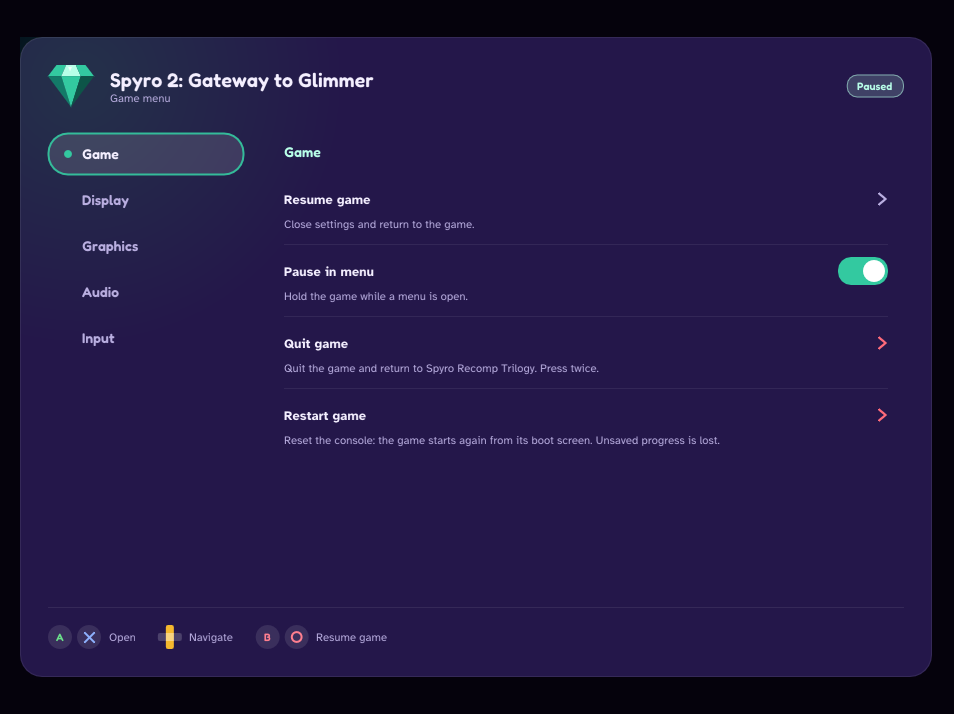 Spyro 2: Gateway to Glimmer
Game menu
Paused
Game
Display
Graphics
Audio
Input
Game
Resume game
Close settings and return to the game.
Pause in menu
Hold the game while a menu is open.
Quit game
Quit the game and return to Spyro Recomp Trilogy. Press twice.
Restart game
Reset the console: the game starts again from its boot screen. Unsaved progress is lost.
A Open Navigate B Resume game